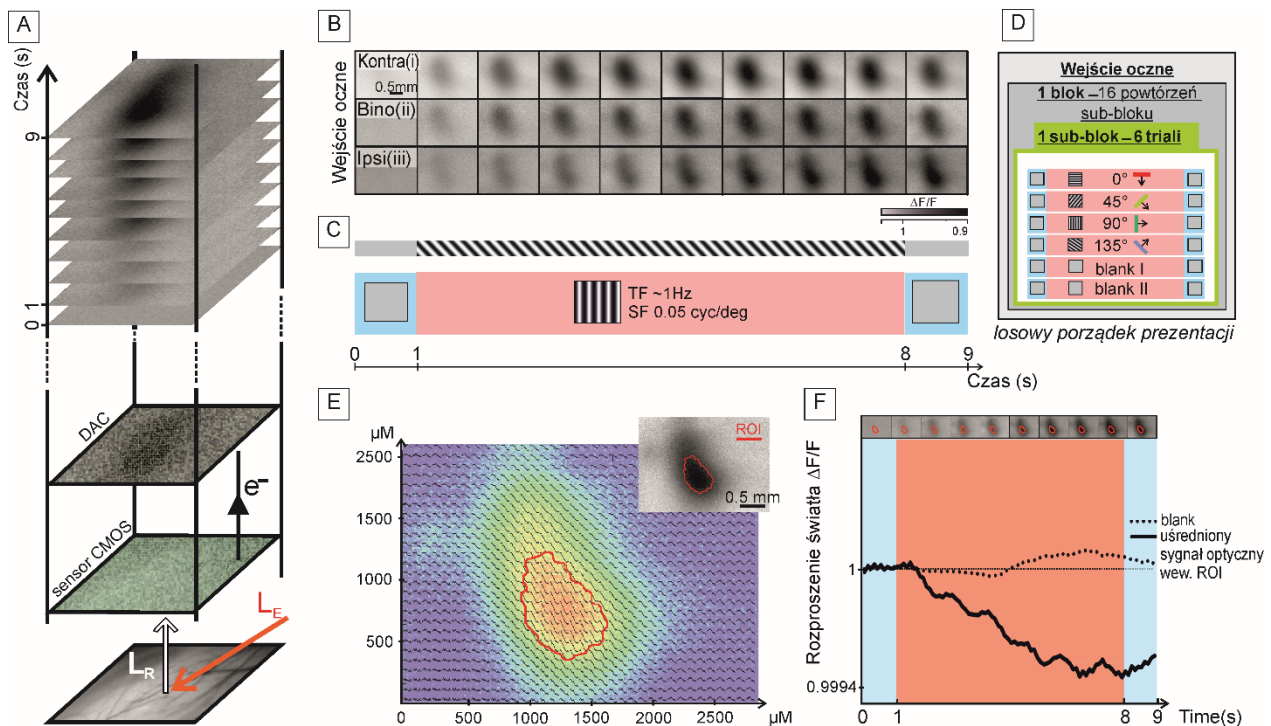 A
Czas (s)
9
1
0
DAC
e-
sensor CMOS
L_E
L_R
B
Wejście oczne
Kontra(i)
0.5mm
Bino(ii)
Ipsi(iii)
ΔF/F
1 0.9
C
TF ~1Hz
SF 0.05 cyc/deg
0 1 8 9
Czas (s)
D
Wejście oczne
1 blok –16 powtórzeń
sub-bloku
1 sub-blok – 6 triali
0°
45°
90°
135°
blank I
blank II
losowy porządek prezentacji
E
µM
2500
1500
1000
500
0 500 1000 1500 2000 2500
µM
ROI
0.5 mm
F
Rozproszenie światła ΔF/F
1
0.9994
blank
uśredniony
sygnał optyczny
wew. ROI
0 1 8 9
Time(s)